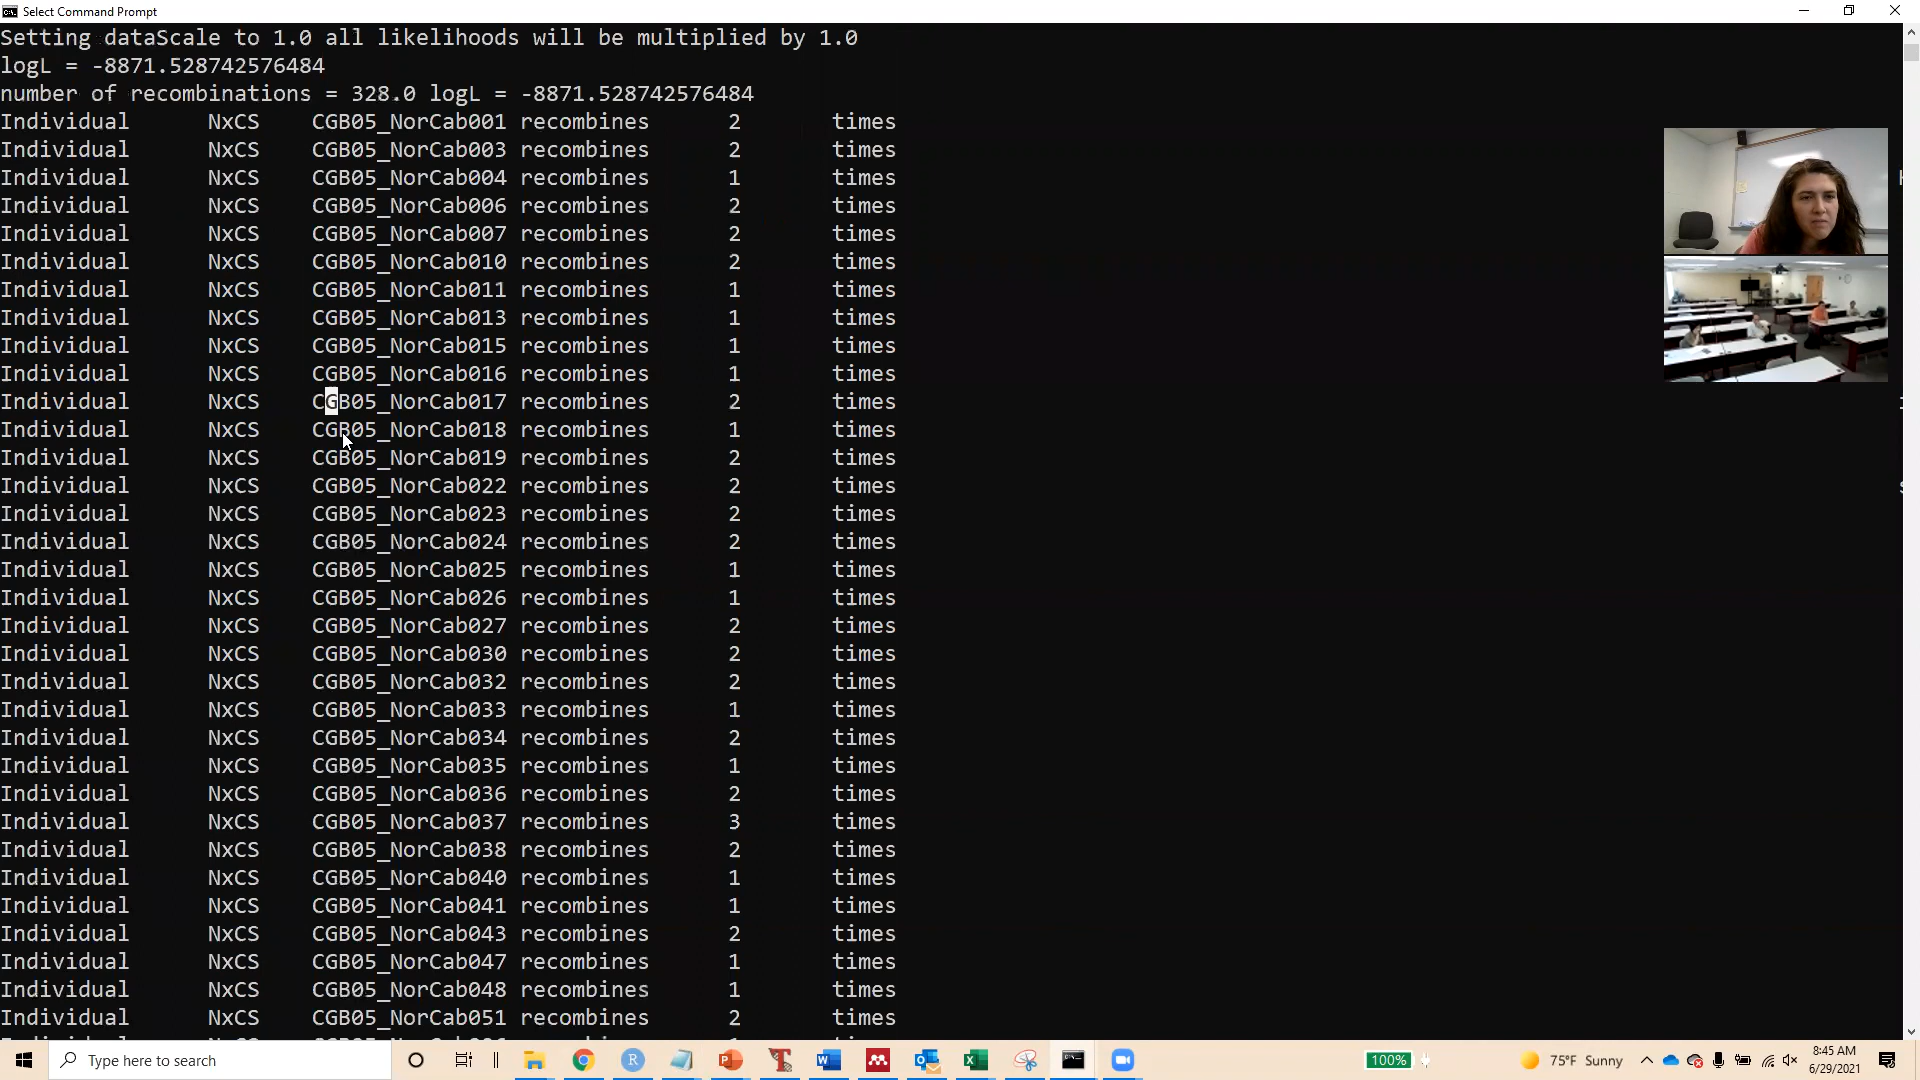 Select Command Prompt
Setting dataScale to 1.0 all likelihoods will be multiplied by 1.0
logL = -8871.528742576484
number of recombinations = 328.0 logL = -8871.528742576484
Individual NxCS CGB05_NorCab001 recombines 2 times
Individual NxCS CGB05_NorCab003 recombines 2 times
Individual NxCS CGB05_NorCab004 recombines 1 times
Individual NxCS CGB05_NorCab006 recombines 2 times
Individual NxCS CGB05_NorCab007 recombines 2 times
Individual NxCS CGB05_NorCab010 recombines 2 times
Individual NxCS CGB05_NorCab011 recombines 1 times
Individual NxCS CGB05_NorCab013 recombines 1 times
Individual NxCS CGB05_NorCab015 recombines 1 times
Individual NxCS CGB05_NorCab016 recombines 1 times
Individual NxCS CGB05_NorCab017 recombines 2 times
Individual NxCS CGB05_NorCab018 recombines 1 times
Individual NxCS CGB05_NorCab019 recombines 2 times
Individual NxCS CGB05_NorCab022 recombines 2 times
Individual NxCS CGB05_NorCab023 recombines 2 times
Individual NxCS CGB05_NorCab024 recombines 2 times
Individual NxCS CGB05_NorCab025 recombines 1 times
Individual NxCS CGB05_NorCab026 recombines 1 times
Individual NxCS CGB05_NorCab027 recombines 2 times
Individual NxCS CGB05_NorCab030 recombines 2 times
Individual NxCS CGB05_NorCab032 recombines 2 times
Individual NxCS CGB05_NorCab033 recombines 1 times
Individual NxCS CGB05_NorCab034 recombines 2 times
Individual NxCS CGB05_NorCab035 recombines 1 times
Individual NxCS CGB05_NorCab036 recombines 2 times
Individual NxCS CGB05_NorCab037 recombines 3 times
Individual NxCS CGB05_NorCab038 recombines 2 times
Individual NxCS CGB05_NorCab040 recombines 1 times
Individual NxCS CGB05_NorCab041 recombines 1 times
Individual NxCS CGB05_NorCab043 recombines 2 times
Individual NxCS CGB05_NorCab047 recombines 1 times
Individual NxCS CGB05_NorCab048 recombines 1 times
Individual NxCS CGB05_NorCab051 recombines 2 times
Type here to search
100%
75°F Sunny
8:45 AM
6/29/2021